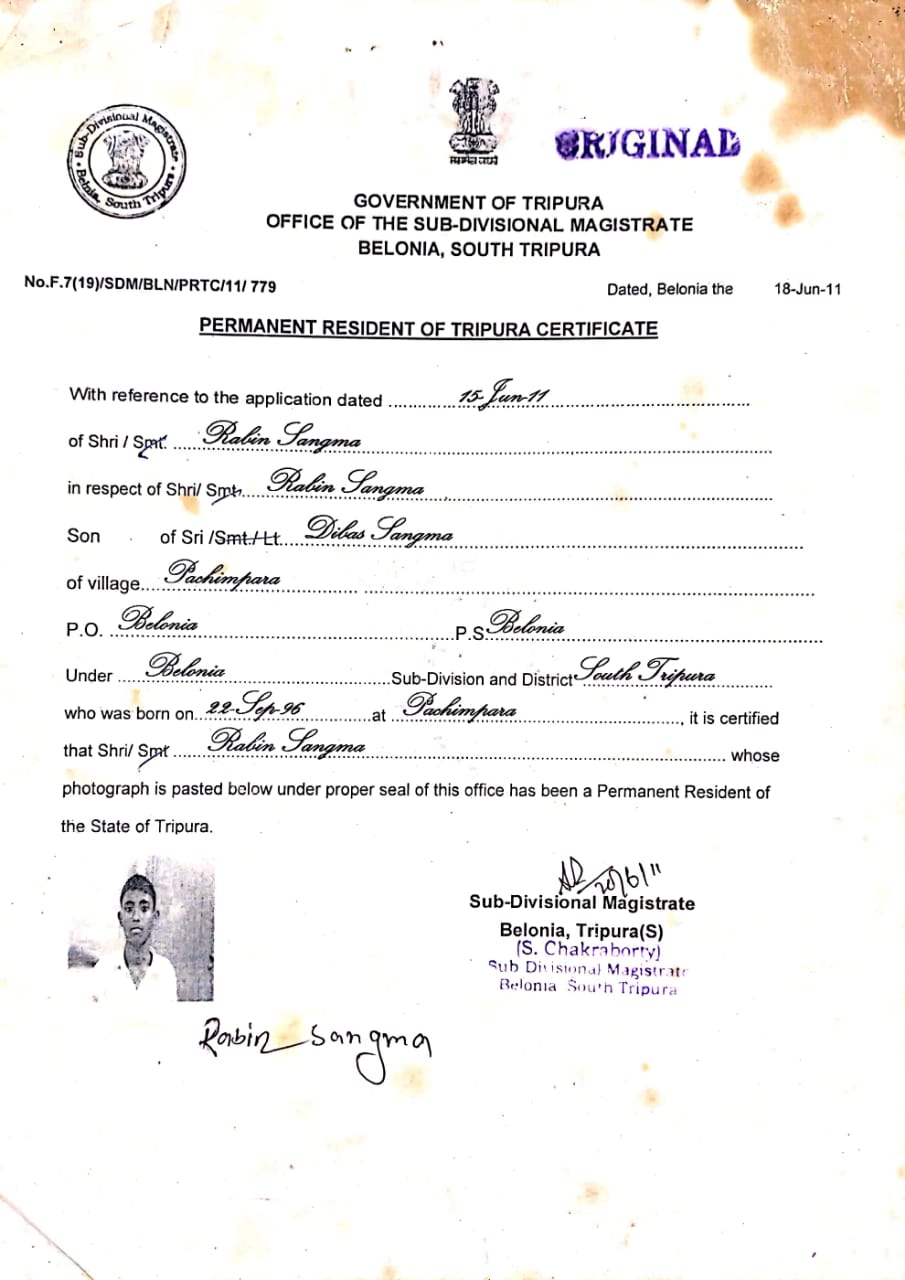 Sub-Divisional Magistrate
Belnia, South Tripura
सत्यमेव जयते
ORIGINAL
GOVERNMENT OF TRIPURA
OFFICE OF THE SUB-DIVISIONAL MAGISTRATE
BELONIA, SOUTH TRIPURA
No.F.7(19)/SDM/BLN/PRTC/11/ 779
Dated, Belonia the 18-Jun-11
PERMANENT RESIDENT OF TRIPURA CERTIFICATE
With reference to the application dated 15-Jun-11
of Shri / Smt. Rabin Sangma
in respect of Shri/ Smt. Rabin Sangma
Son of Sri /Smt./Lt. Dibas Sangma
of village Pachimpara
P.O. Belonia P.S. Belonia
Under Belonia Sub-Division and District South Tripura
who was born on 22-Sep-96 at Pachimpara, it is certified
that Shri/ Smt Rabin Sangma whose
photograph is pasted below under proper seal of this office has been a Permanent Resident of
the State of Tripura.
20/6/11
Sub-Divisional Magistrate
Belonia, Tripura(S)
(S. Chakraborty)
Sub Divisional Magistrate
Belonia South Tripura
Rabin Sangma